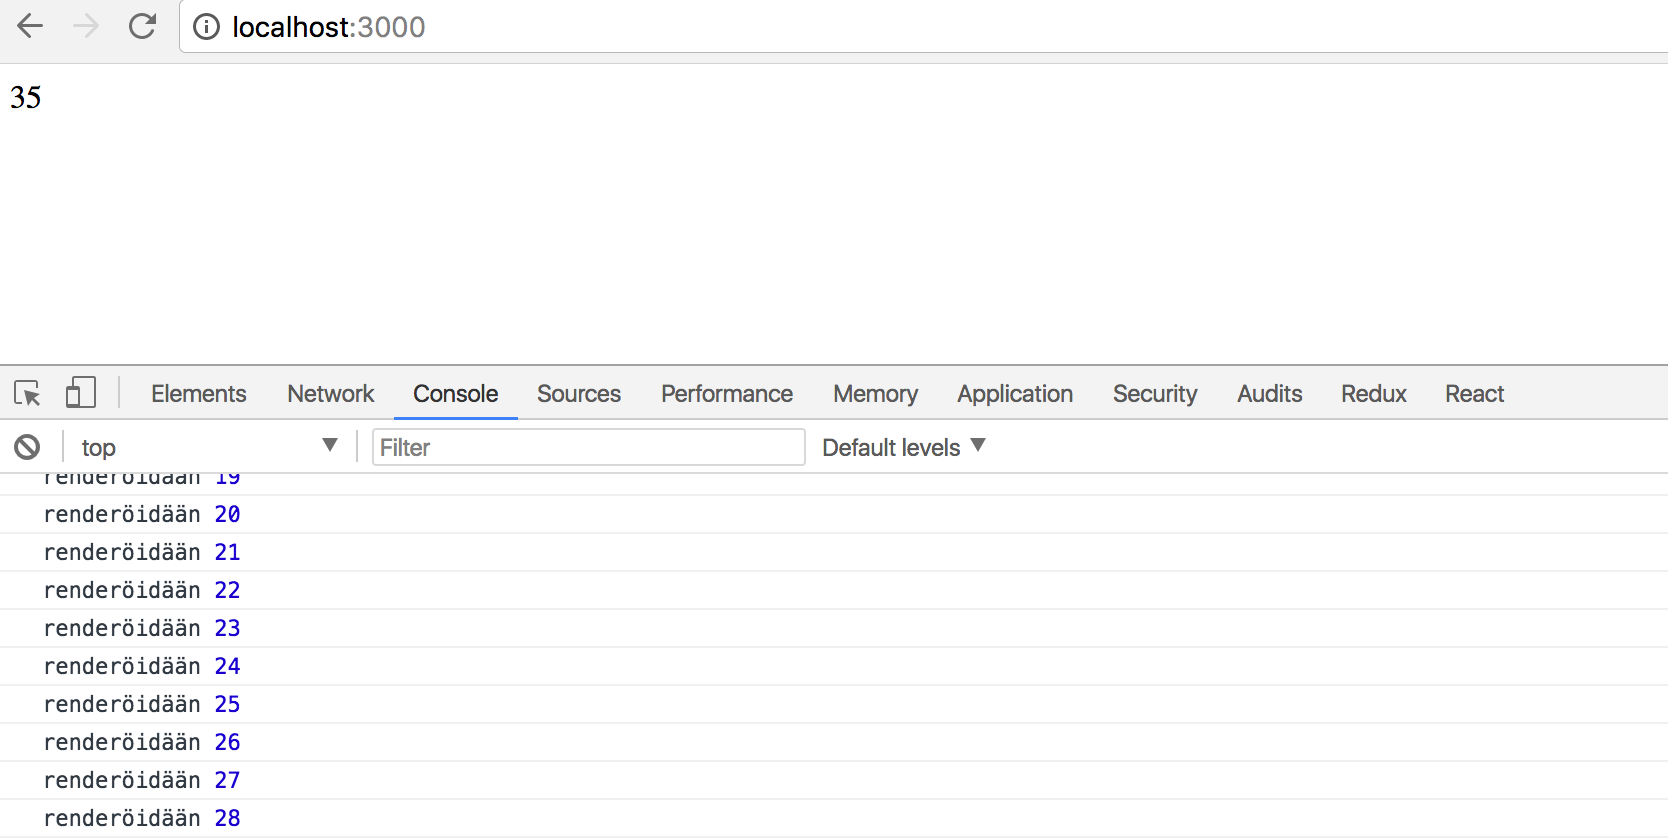 localhost:3000
35
Elements Network Console Sources Performance Memory Application Security Audits Redux React
top Filter Default levels
renderöidään 19
renderöidään 20
renderöidään 21
renderöidään 22
renderöidään 23
renderöidään 24
renderöidään 25
renderöidään 26
renderöidään 27
renderöidään 28